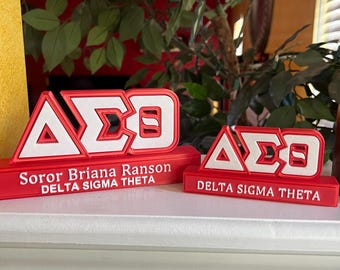 ΔΣΘ
Soror Briana Ranson
DELTA SIGMA THETA
ΔΣΘ
DELTA SIGMA THETA